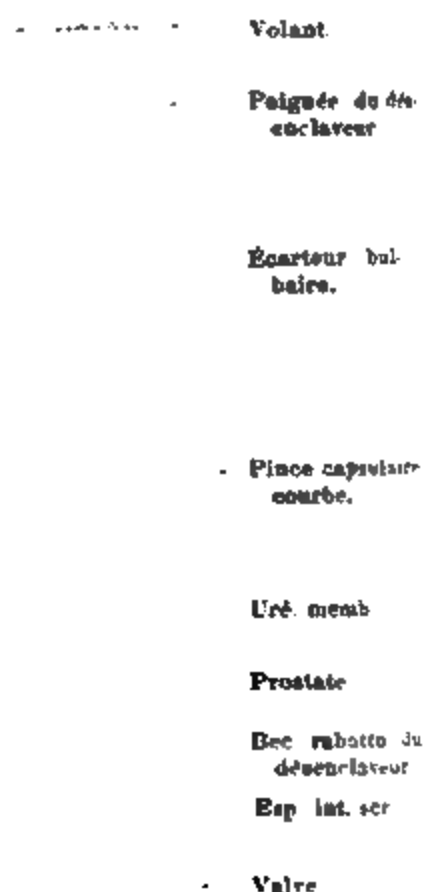 Volant
Poignée du dés-
enclaveur
Écarteur bul-
baire.
Pince capsulaire
courbe.
Uré. memb
Prostate
Bec rabattu du
désenclaveur
Esp int. ser
Valve